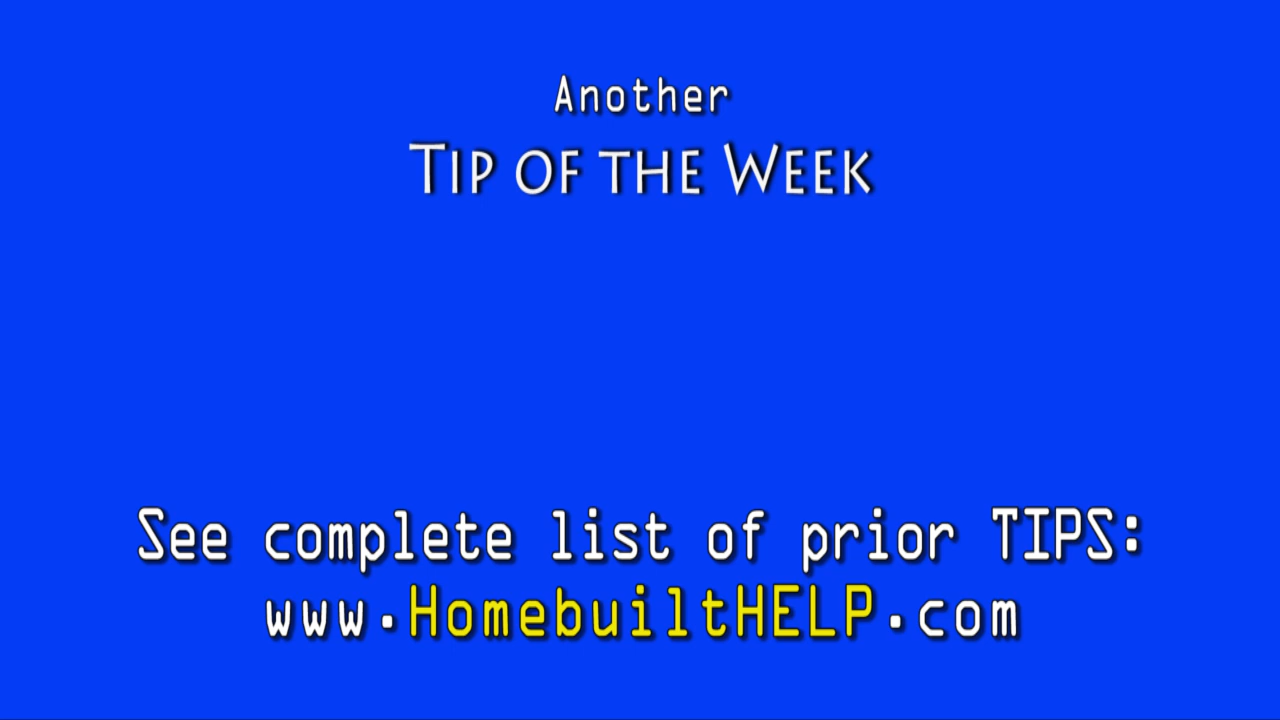 Another
Tip of the Week
See complete list of prior TIPS:
www.HomebuiltHELP.com